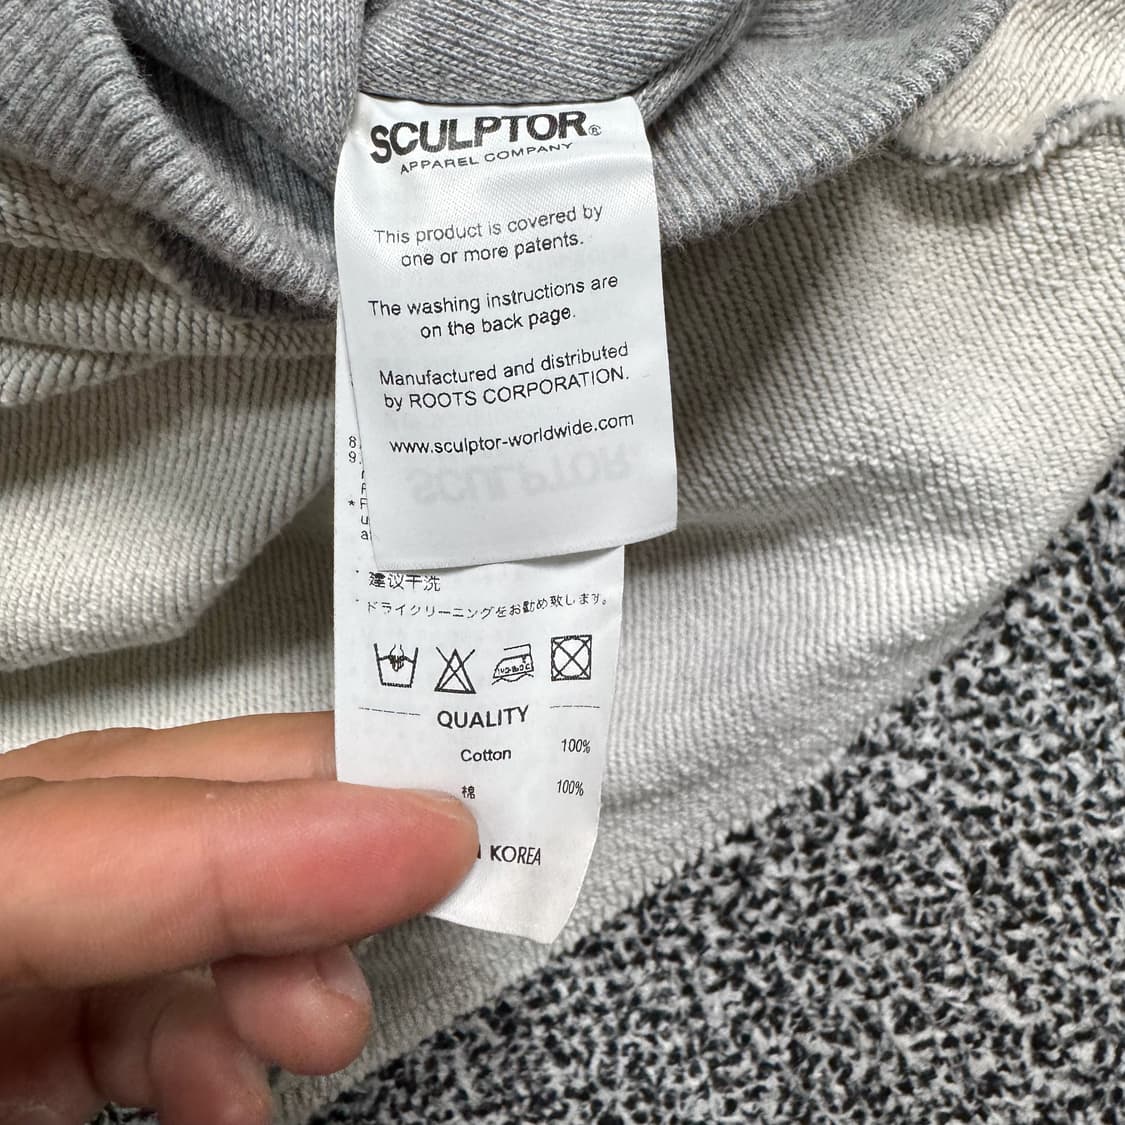 SCULPTOR®
APPAREL COMPANY
This product is covered by
one or more patents.
The washing instructions are
on the back page.
Manufactured and distributed
by ROOTS CORPORATION.
www.sculptor-worldwide.com
8
9.
* F
u
a
建议干洗
ドライクリーニングをお勧め致します。
QUALITY
Cotton 100%
棉 100%
KOREA